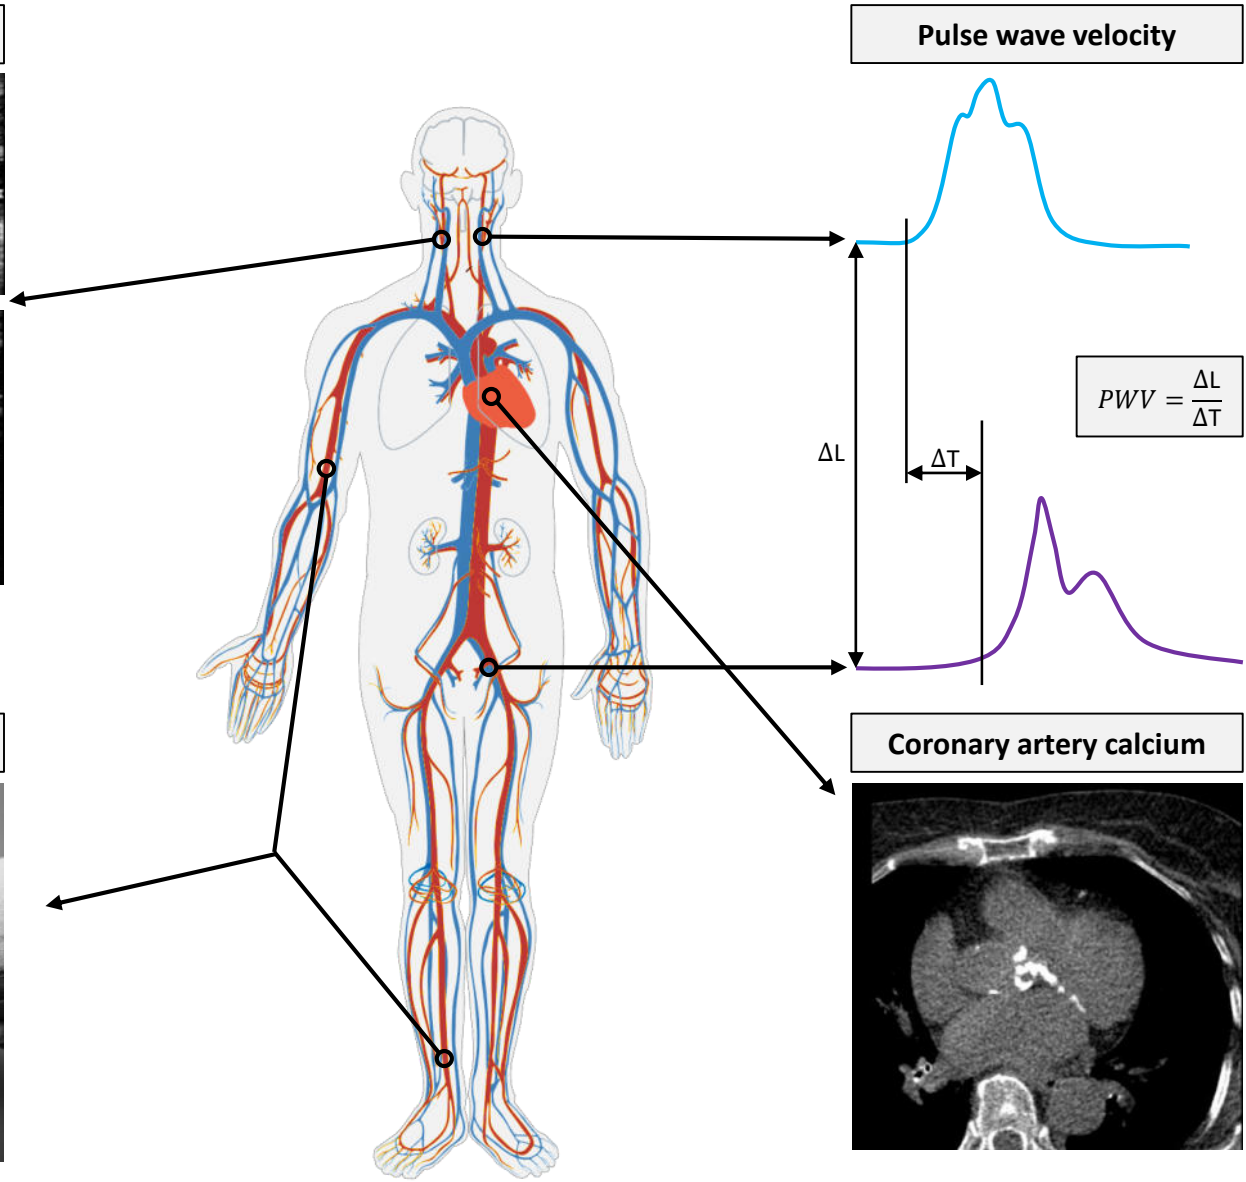 Pulse wave velocity
PWV = ΔL/ΔT
ΔL
ΔT
Coronary artery calcium